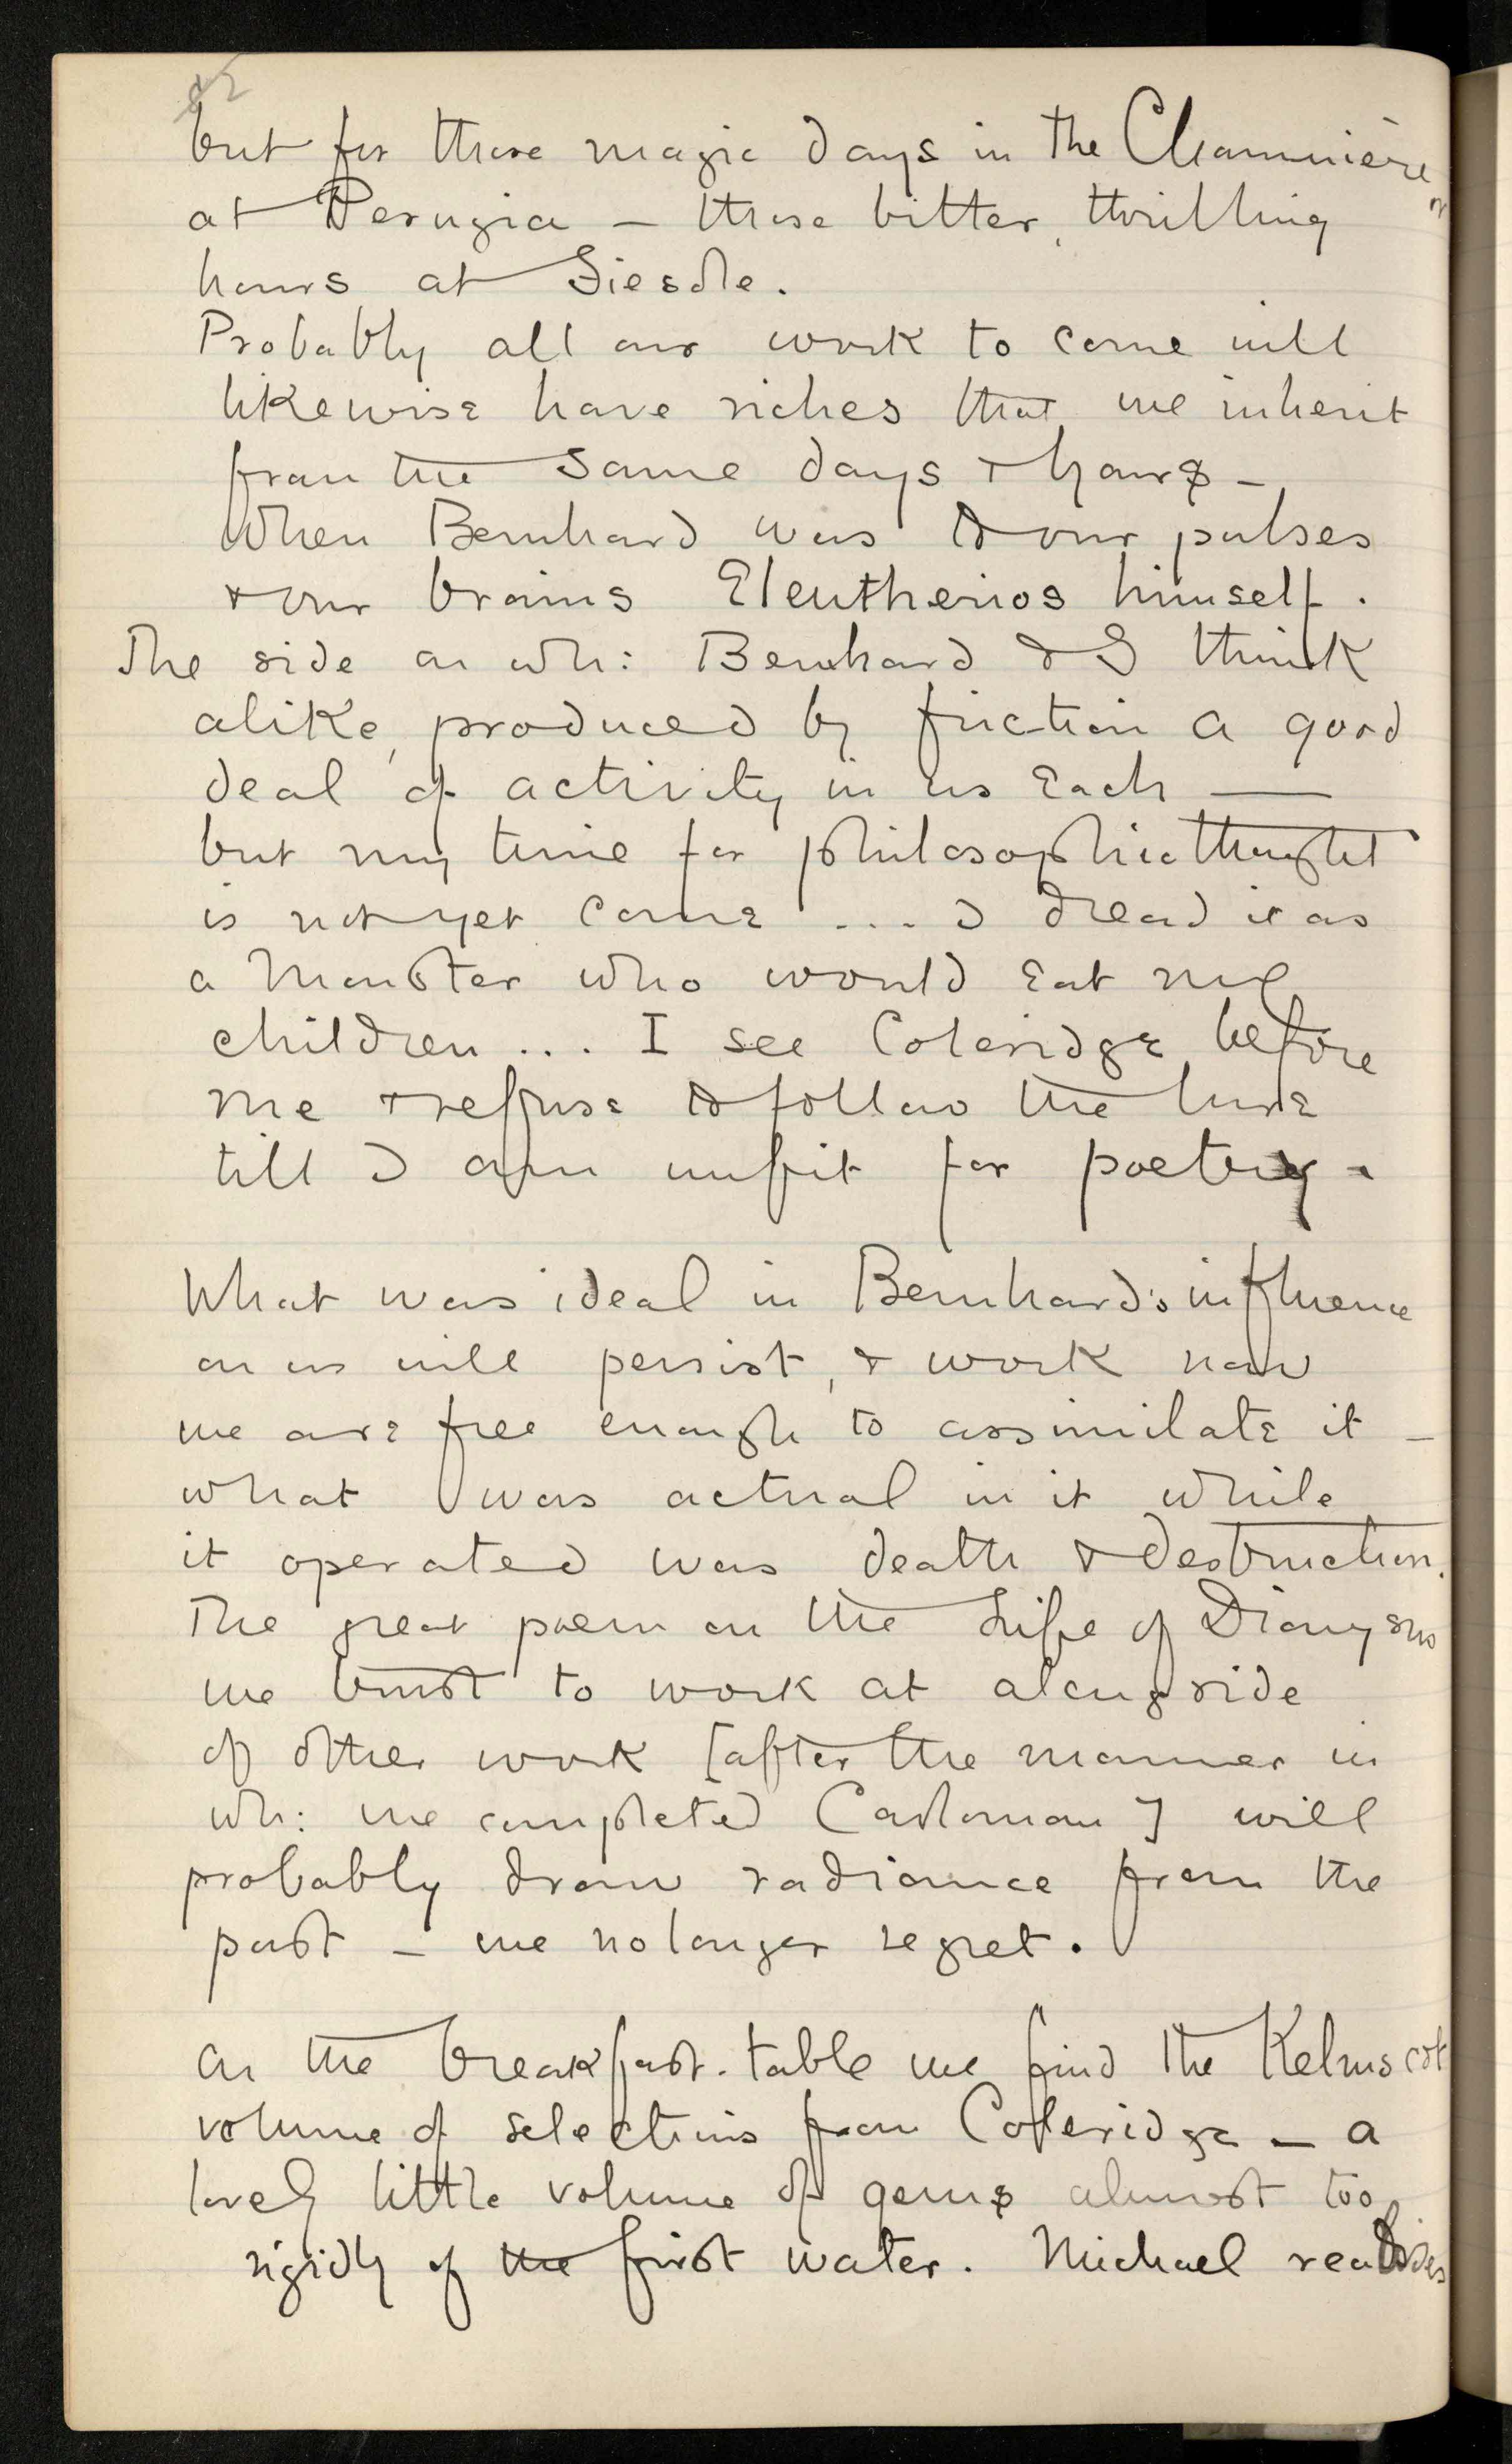 82
but for those magic days in the Chaumière
at Perugia – those bitter, thrilling
hours at Fiesole.
Probably all our work to come will
likewise have riches that we inherit
from the same days & hours –
When Bernhard was to our pulses
& our brains Eleutherios himself.
The side on wh: Bernhard & I think
alike, produced by friction a good
deal of activity in us each —
but my time for philosophic thought
is not yet come .... I dread it as
a Monster who would eat my
children .... I see Coleridge before
me & refuse to follow the lure
till I am unfit for poetry.
What was ideal in Bernhard's influence
on us will persist, & work now
we are free enough to assimilate it –
what was actual in it while
it operated was death & destruction.
The great poem on the Life of Dionysus
we trust to work at alongside
of other work [after the manner in
wh: we completed Carloman] will
probably draw radiance from the
past – we no longer regret.
On the breakfast-table we find the Kelmscot
volume of selections from Coleridge – a
lovely little volume of gems almost too
rigidly of the first water. Michael realises